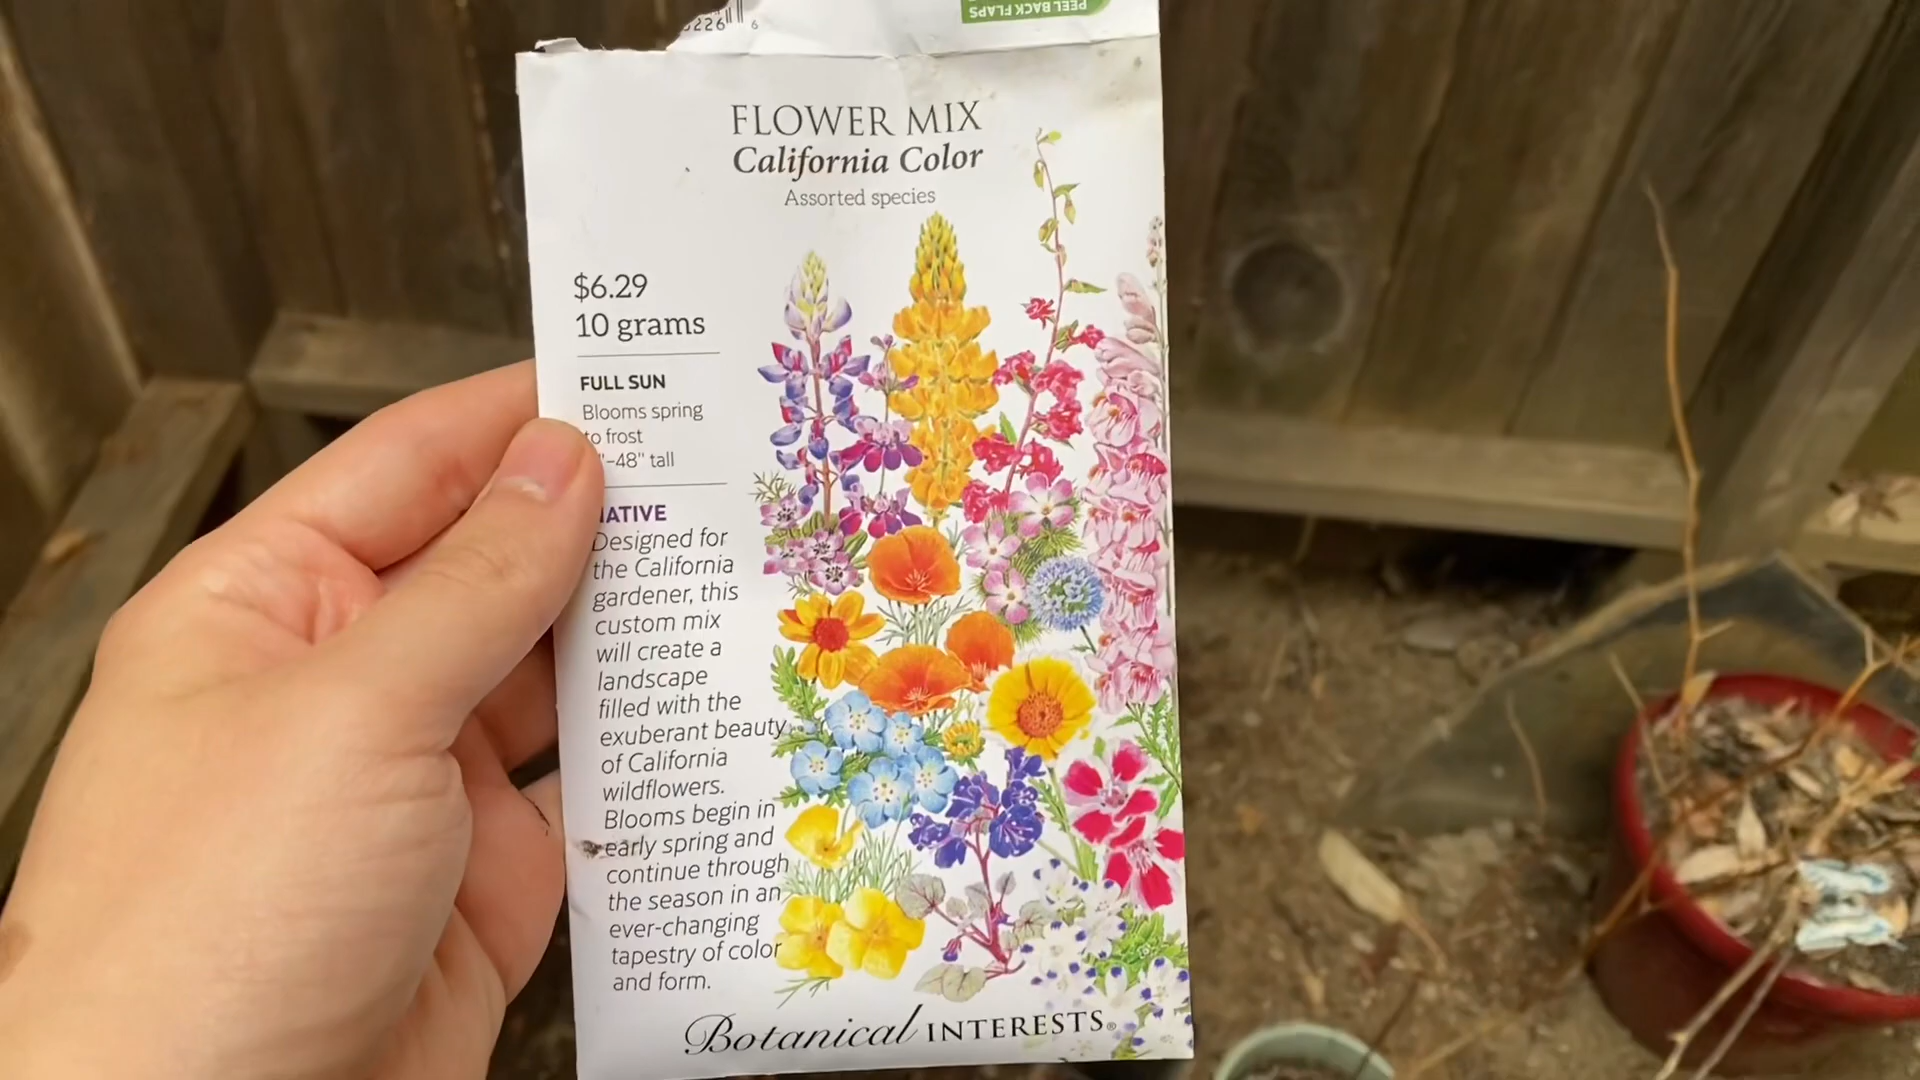 226 6
PEEL BACK FLAPS
FLOWER MIX
California Color
Assorted species
$6.29
10 grams
FULL SUN
Blooms spring
to frost
"–48" tall
NATIVE
Designed for
the California
gardener, this
custom mix
will create a
landscape
filled with the
exuberant beauty
of California
wildflowers.
Blooms begin in
early spring and
continue through
the season in an
ever-changing
tapestry of color
and form.
Botanical INTERESTS®